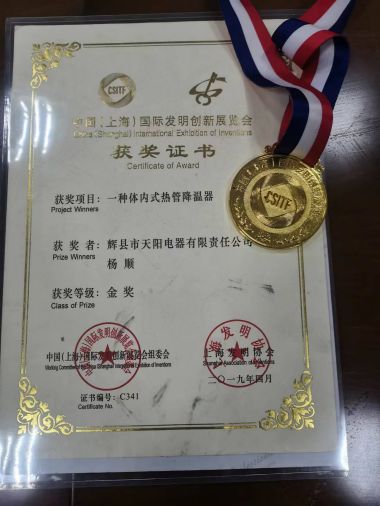 CSITF
中国(上海)国际发明创新展览会
China (Shanghai) International Exhibition of Inventions
获奖证书
Certificate of Award
获奖项目：一种体内式热管降温器
Project Winners
获 奖 者：辉县市天阳电器有限责任公司
Prize Winners
杨 顺
获奖等级：金奖
Class of Prize
中国(上海)国际发明创新展览会组委会
上海发明协会
Shanghai Association of Inventions
二〇一九年四月
证书编号：C341
Certificate No.
CSITF